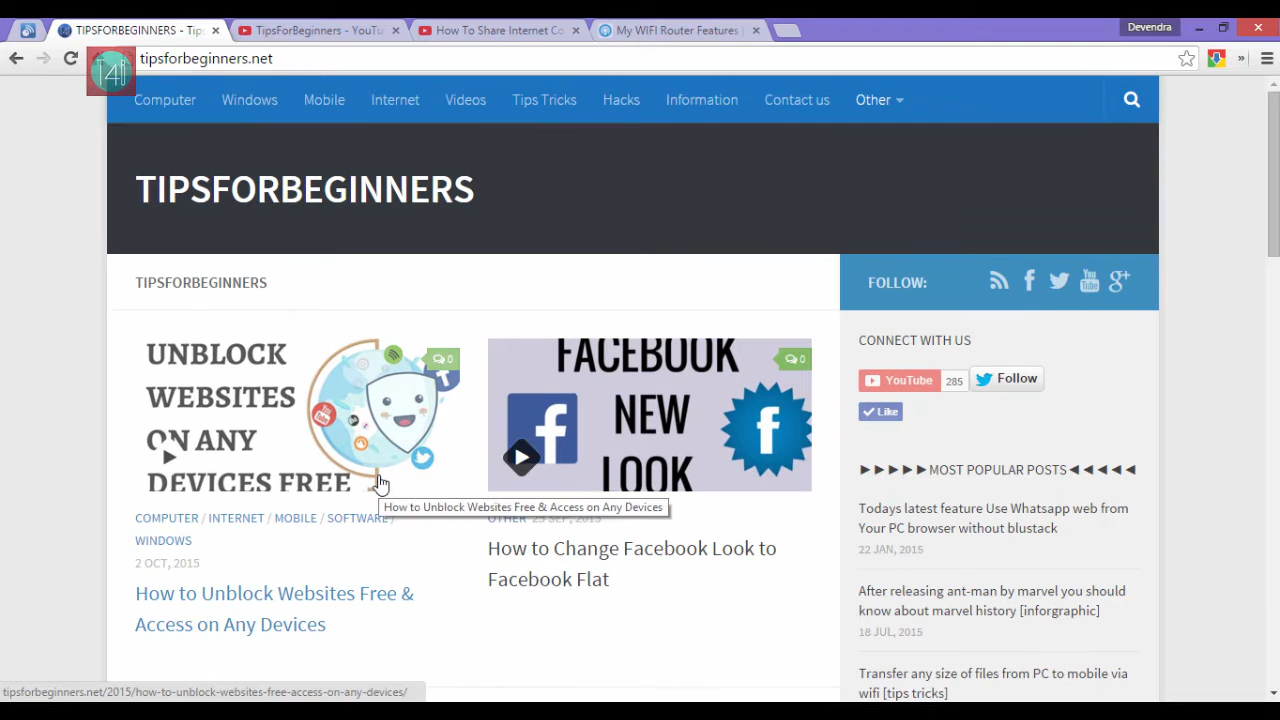 TIPSFORBEGINNERS - Tips
TipsForBeginners - YouTu
How To Share Internet Co
My WIFI Router Features
Devendra
tipsforbeginners.net
T4B
Computer
Windows
Mobile
Internet
Videos
Tips Tricks
Hacks
Information
Contact us
Other
TIPSFORBEGINNERS
TIPSFORBEGINNERS
FOLLOW:
UNBLOCK
WEBSITES
ON ANY
DEVICES FREE
0
FACEBOOK
NEW
LOOK
0
How to Unblock Websites Free & Access on Any Devices
COMPUTER / INTERNET / MOBILE / SOFTWARE /
WINDOWS
2 OCT, 2015
How to Unblock Websites Free &
Access on Any Devices
OTHER 25 SEP, 2015
How to Change Facebook Look to
Facebook Flat
CONNECT WITH US
YouTube 285
Follow
Like
►►►►►MOST POPULAR POSTS◄◄◄◄◄
Todays latest feature Use Whatsapp web from
Your PC browser without blustack
22 JAN, 2015
After releasing ant-man by marvel you should
know about marvel history [inforgraphic]
18 JUL, 2015
Transfer any size of files from PC to mobile via
wifi [tips tricks]
tipsforbeginners.net/2015/how-to-unblock-websites-free-access-on-any-devices/